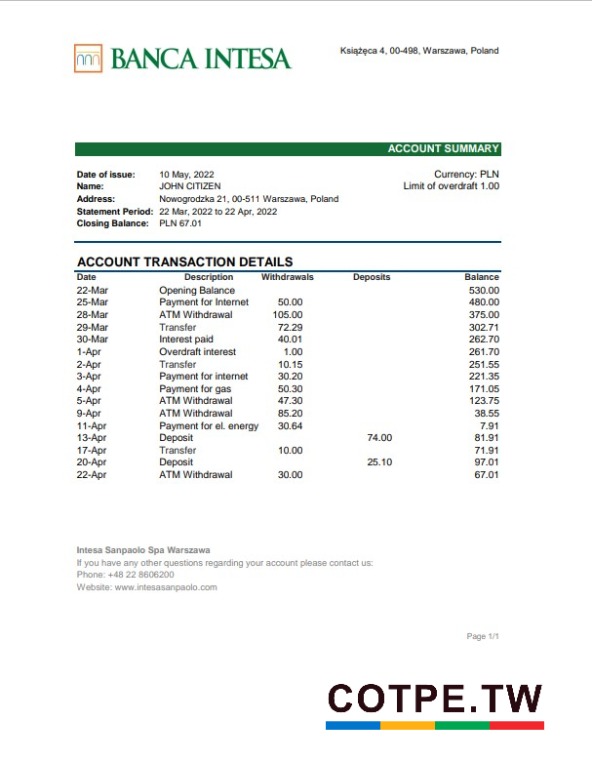 BANCA INTESA
Książęca 4, 00-498, Warszawa, Poland
ACCOUNT SUMMARY
Date of issue: 10 May, 2022 Currency: PLN
Name: JOHN CITIZEN Limit of overdraft 1.00
Address: Nowogrodzka 21, 00-511 Warszawa, Poland
Statement Period: 22 Mar, 2022 to 22 Apr, 2022
Closing Balance: PLN 67.01
ACCOUNT TRANSACTION DETAILS
Date Description Withdrawals Deposits Balance
22-Mar Opening Balance 530.00
25-Mar Payment for Internet 50.00 480.00
28-Mar ATM Withdrawal 105.00 375.00
29-Mar Transfer 72.29 302.71
30-Mar Interest paid 40.01 262.70
1-Apr Overdraft interest 1.00 261.70
2-Apr Transfer 10.15 251.55
3-Apr Payment for internet 30.20 221.35
4-Apr Payment for gas 50.30 171.05
5-Apr ATM Withdrawal 47.30 123.75
9-Apr ATM Withdrawal 85.20 38.55
11-Apr Payment for el. energy 30.64 7.91
13-Apr Deposit 74.00 81.91
17-Apr Transfer 10.00 71.91
20-Apr Deposit 25.10 97.01
22-Apr ATM Withdrawal 30.00 67.01
Intesa Sanpaolo Spa Warszawa
If you have any other questions regarding your account please contact us:
Phone: +48 22 8606200
Website: www.intesasanpaolo.com
Page 1/1
COTPE.TW